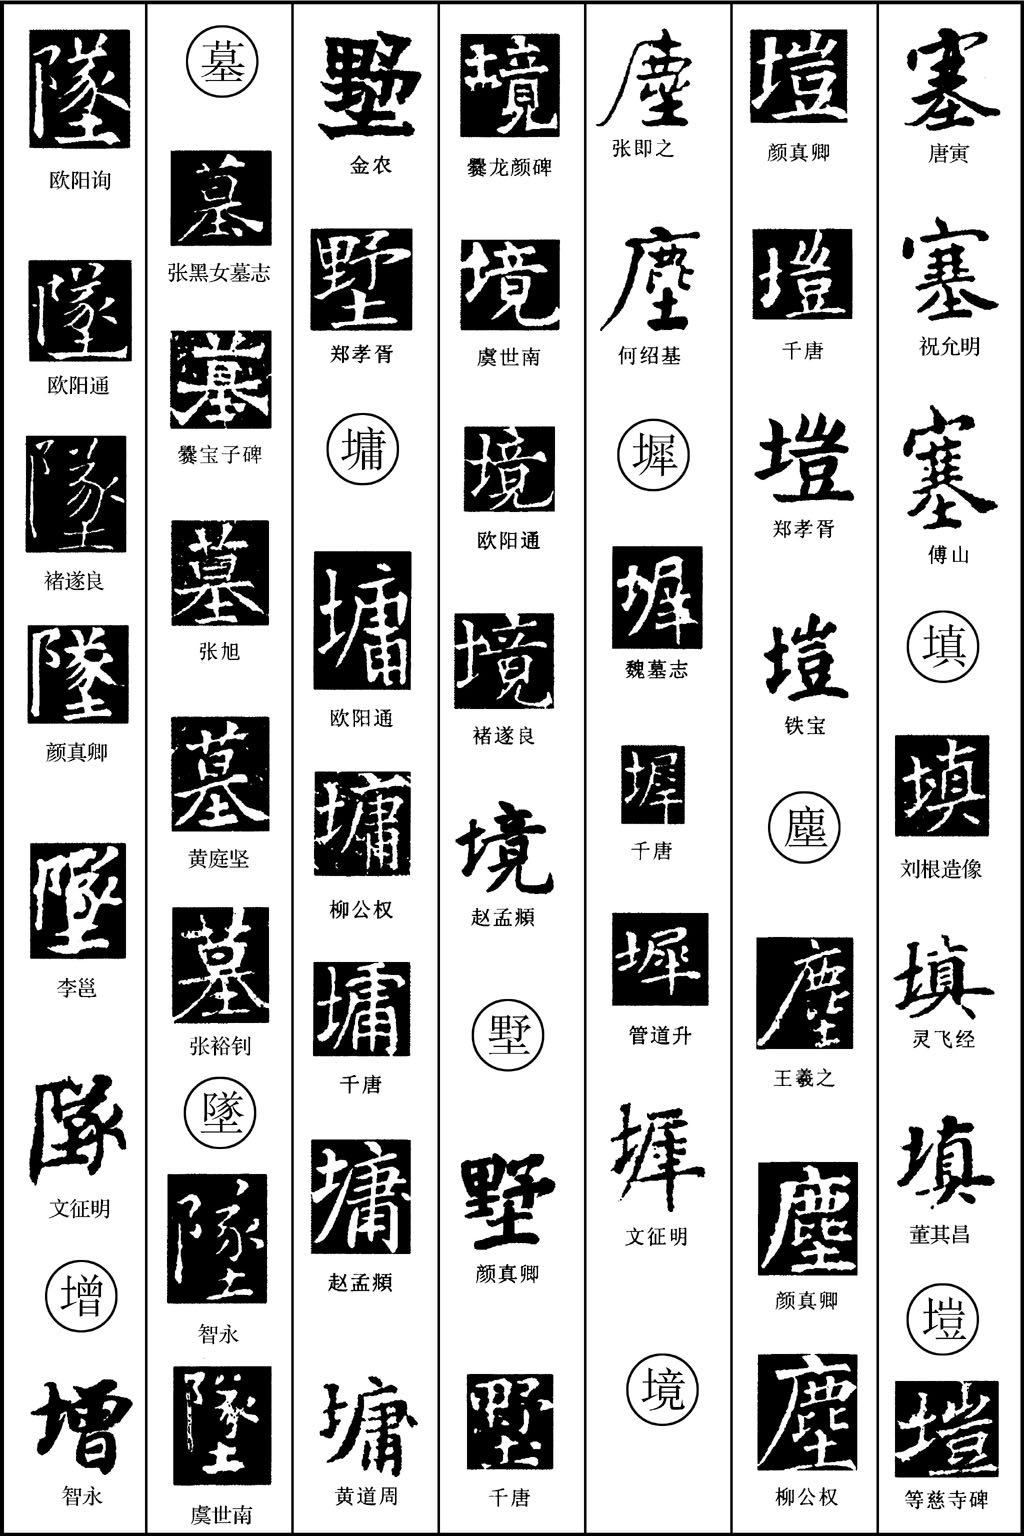 塞
唐寅
塞
祝允明
塞
傅山
填
填
刘根造像
填
灵飞经
填
董其昌
塏
塏
等慈寺碑
塏
颜真卿
塏
千唐
塏
郑孝胥
塏
铁宝
塵
塵
王羲之
塵
颜真卿
塵
柳公权
塵
张即之
塵
何绍基
墀
墀
魏墓志
墀
千唐
墀
管道升
墀
文征明
境
境
爨龙颜碑
境
虞世南
境
欧阳通
境
褚遂良
境
赵孟頫
墅
墅
颜真卿
墅
千唐
墅
金农
墅
郑孝胥
墉
墉
欧阳通
墉
柳公权
墉
千唐
墉
赵孟頫
墉
黄道周
墓
墓
张黑女墓志
墓
爨宝子碑
墓
张旭
墓
黄庭坚
墓
张裕钊
墜
墜
智永
墜
虞世南
墜
欧阳询
墜
欧阳通
墜
褚遂良
墜
颜真卿
墜
李邕
墜
文征明
增
增
智永